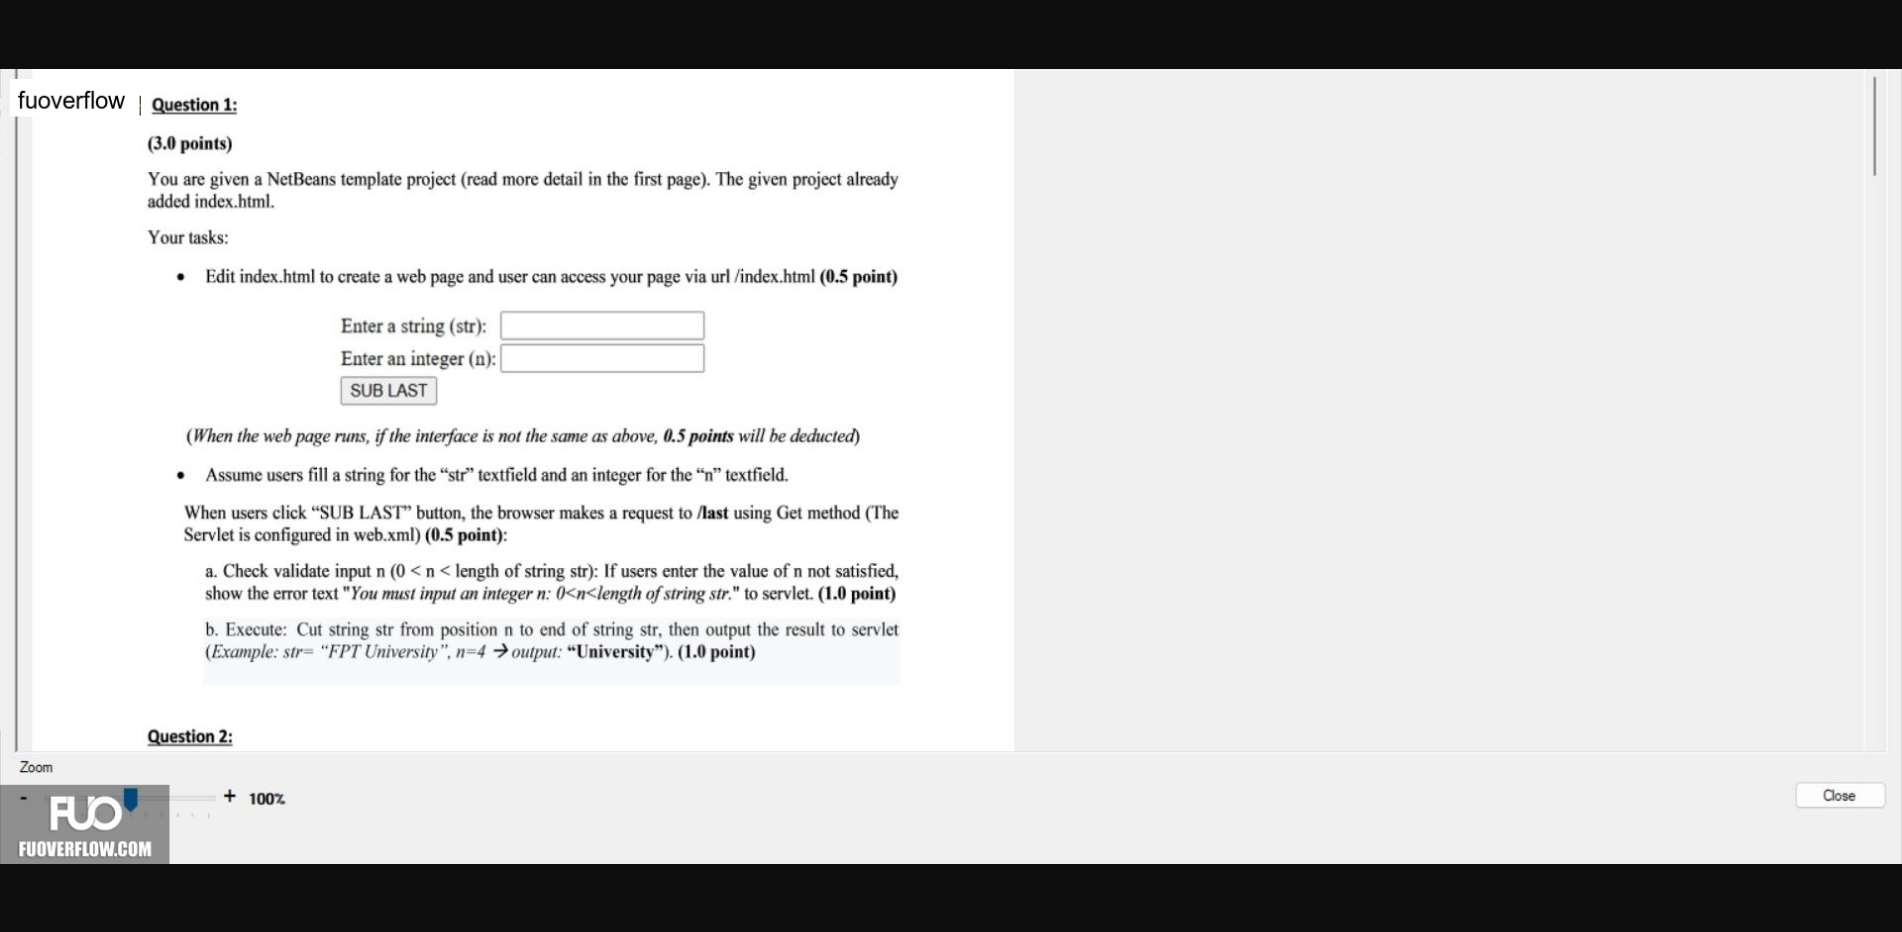 fuoverflow
Question 1:
(3.0 points)
You are given a NetBeans template project (read more detail in the first page). The given project already
added index.html.
Your tasks:
• Edit index.html to create a web page and user can access your page via url /index.html (0.5 point)
Enter a string (str):
Enter an integer (n):
SUB LAST
(When the web page runs, if the interface is not the same as above, 0.5 points will be deducted)
• Assume users fill a string for the “str” textfield and an integer for the “n” textfield.
When users click “SUB LAST” button, the browser makes a request to /last using Get method (The
Servlet is configured in web.xml) (0.5 point):
a. Check validate input n (0 < n < length of string str): If users enter the value of n not satisfied,
show the error text "You must input an integer n: 0<n<length of string str." to servlet. (1.0 point)
b. Execute: Cut string str from position n to end of string str, then output the result to servlet
(Example: str= “FPT University”, n=4 → output: “University”). (1.0 point)
Question 2:
Zoom
- + 100%
Close
FUO
FUOVERFLOW.COM